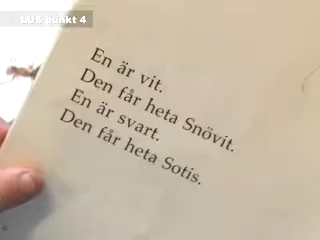 LUS punkt 4
En är vit.
Den får heta Snövit.
En är svart.
Den får heta Sotis.